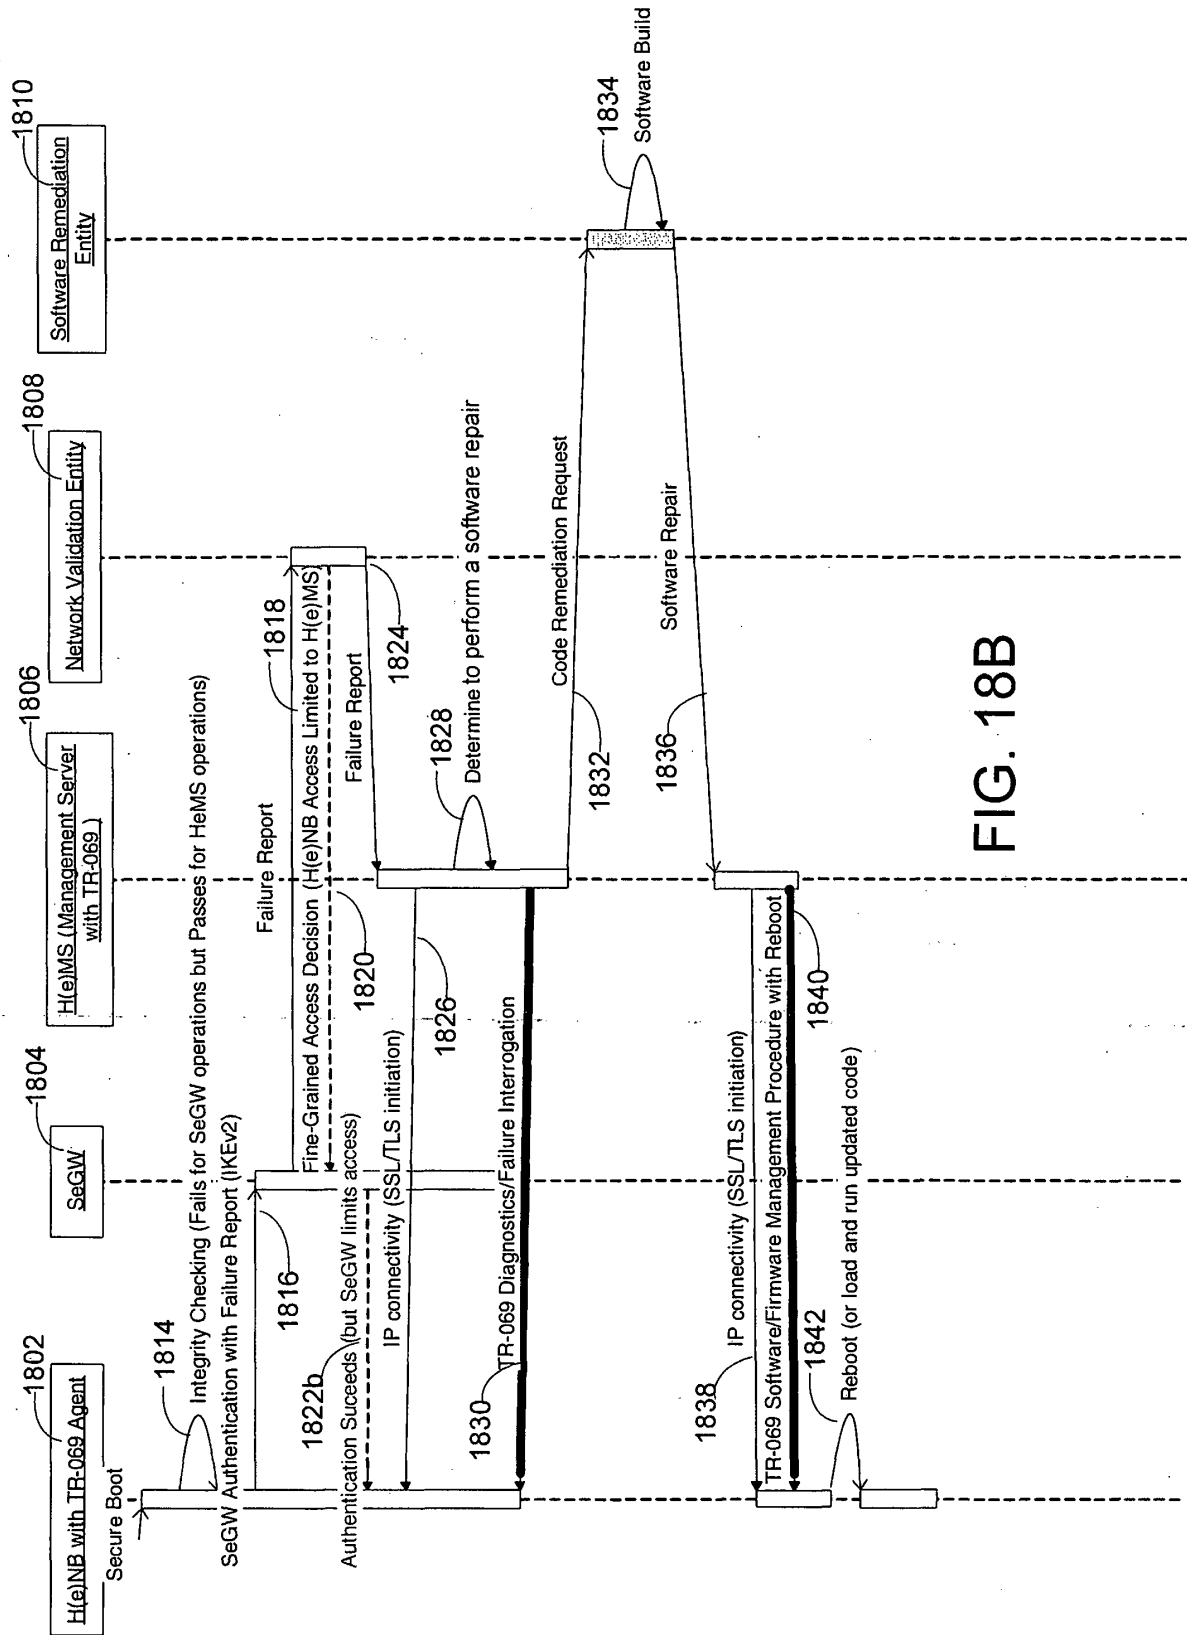 1802
H(e)NB with TR-069 Agent
1804
SeGW
1806
H(e)MS (Management Server
with TR-069 )
1808
Network Validation Entity
1810
Software Remediation
Entity
Secure Boot
1814
Integrity Checking (Fails for SeGW operations but Passes for HeMS operations)
SeGW Authentication with Failure Report (IKEv2)
1816
Failure Report
1818
Fine-Grained Access Decision (H(e)NB Access Limited to H(e)MS)
1820
1822b
Authentication Suceeds (but SeGW limits access)
1824
Failure Report
IP connectivity (SSL/TLS initiation)
1826
1828
Determine to perform a software repair
TR-069 Diagnostics/Failure Interrogation
1830
Code Remediation Request
1832
1834
Software Build
Software Repair
1836
IP connectivity (SSL/TLS initiation)
1838
TR-069 Software/Firmware Management Procedure with Reboot
1840
1842
Reboot (or load and run updated code)
FIG. 18B